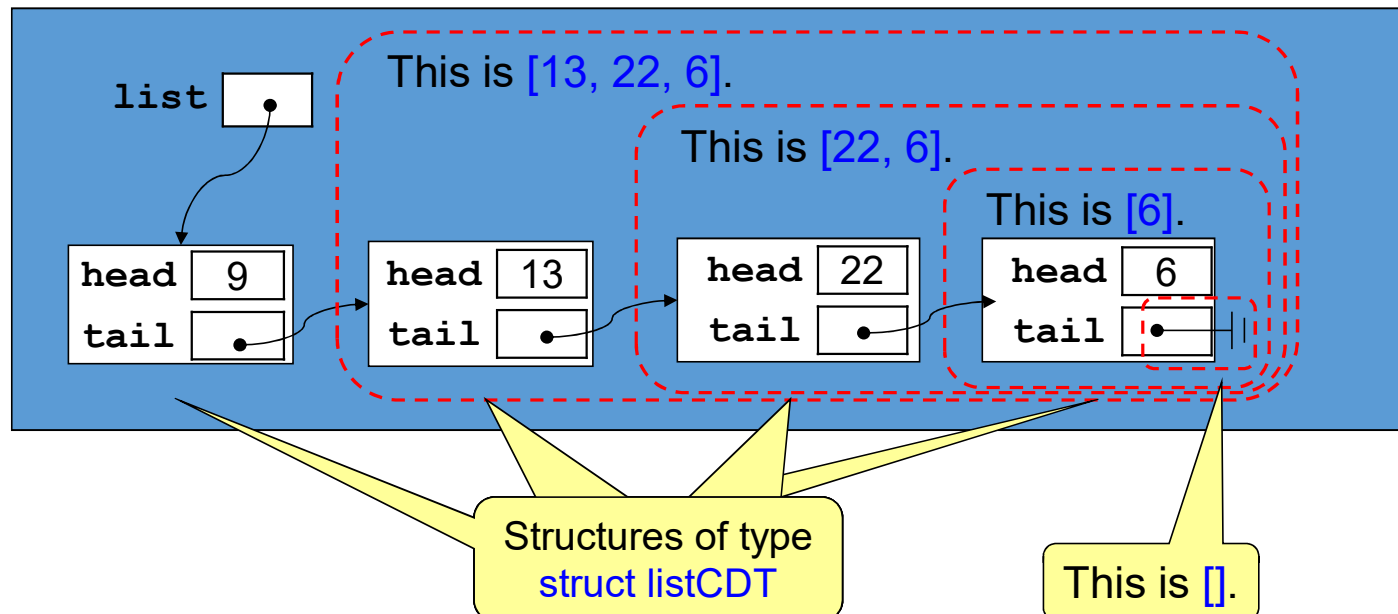 This is [13, 22, 6].
list
This is [22, 6].
This is [6].
head 9
tail
head 13
tail
head 22
tail
head 6
tail
Structures of type
struct listCDT
This is [].